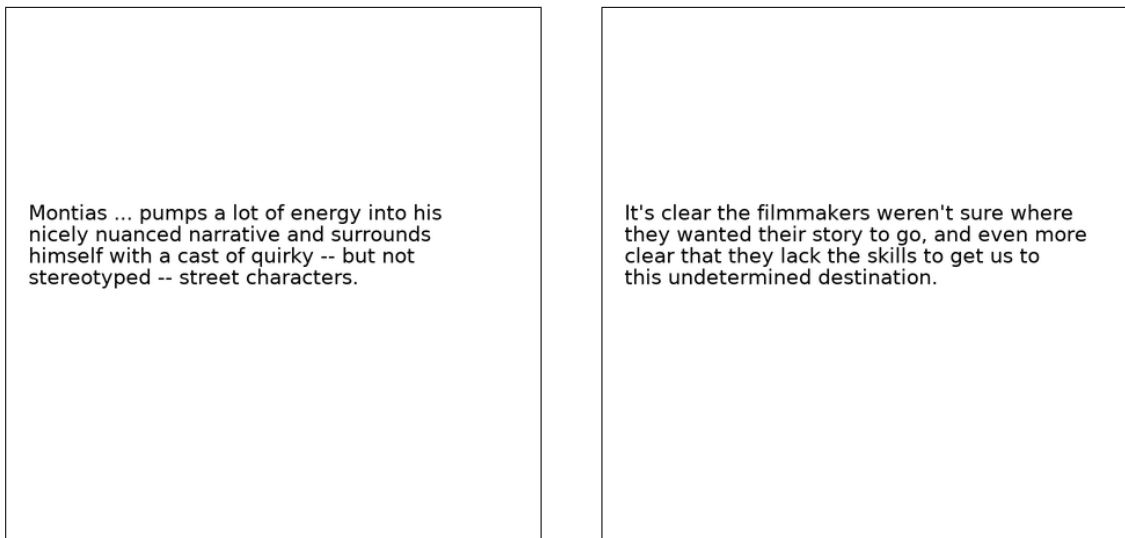 Montias ... pumps a lot of energy into his
nicely nuanced narrative and surrounds
himself with a cast of quirky -- but not
stereotyped -- street characters.
It's clear the filmmakers weren't sure where
they wanted their story to go, and even more
clear that they lack the skills to get us to
this undetermined destination.